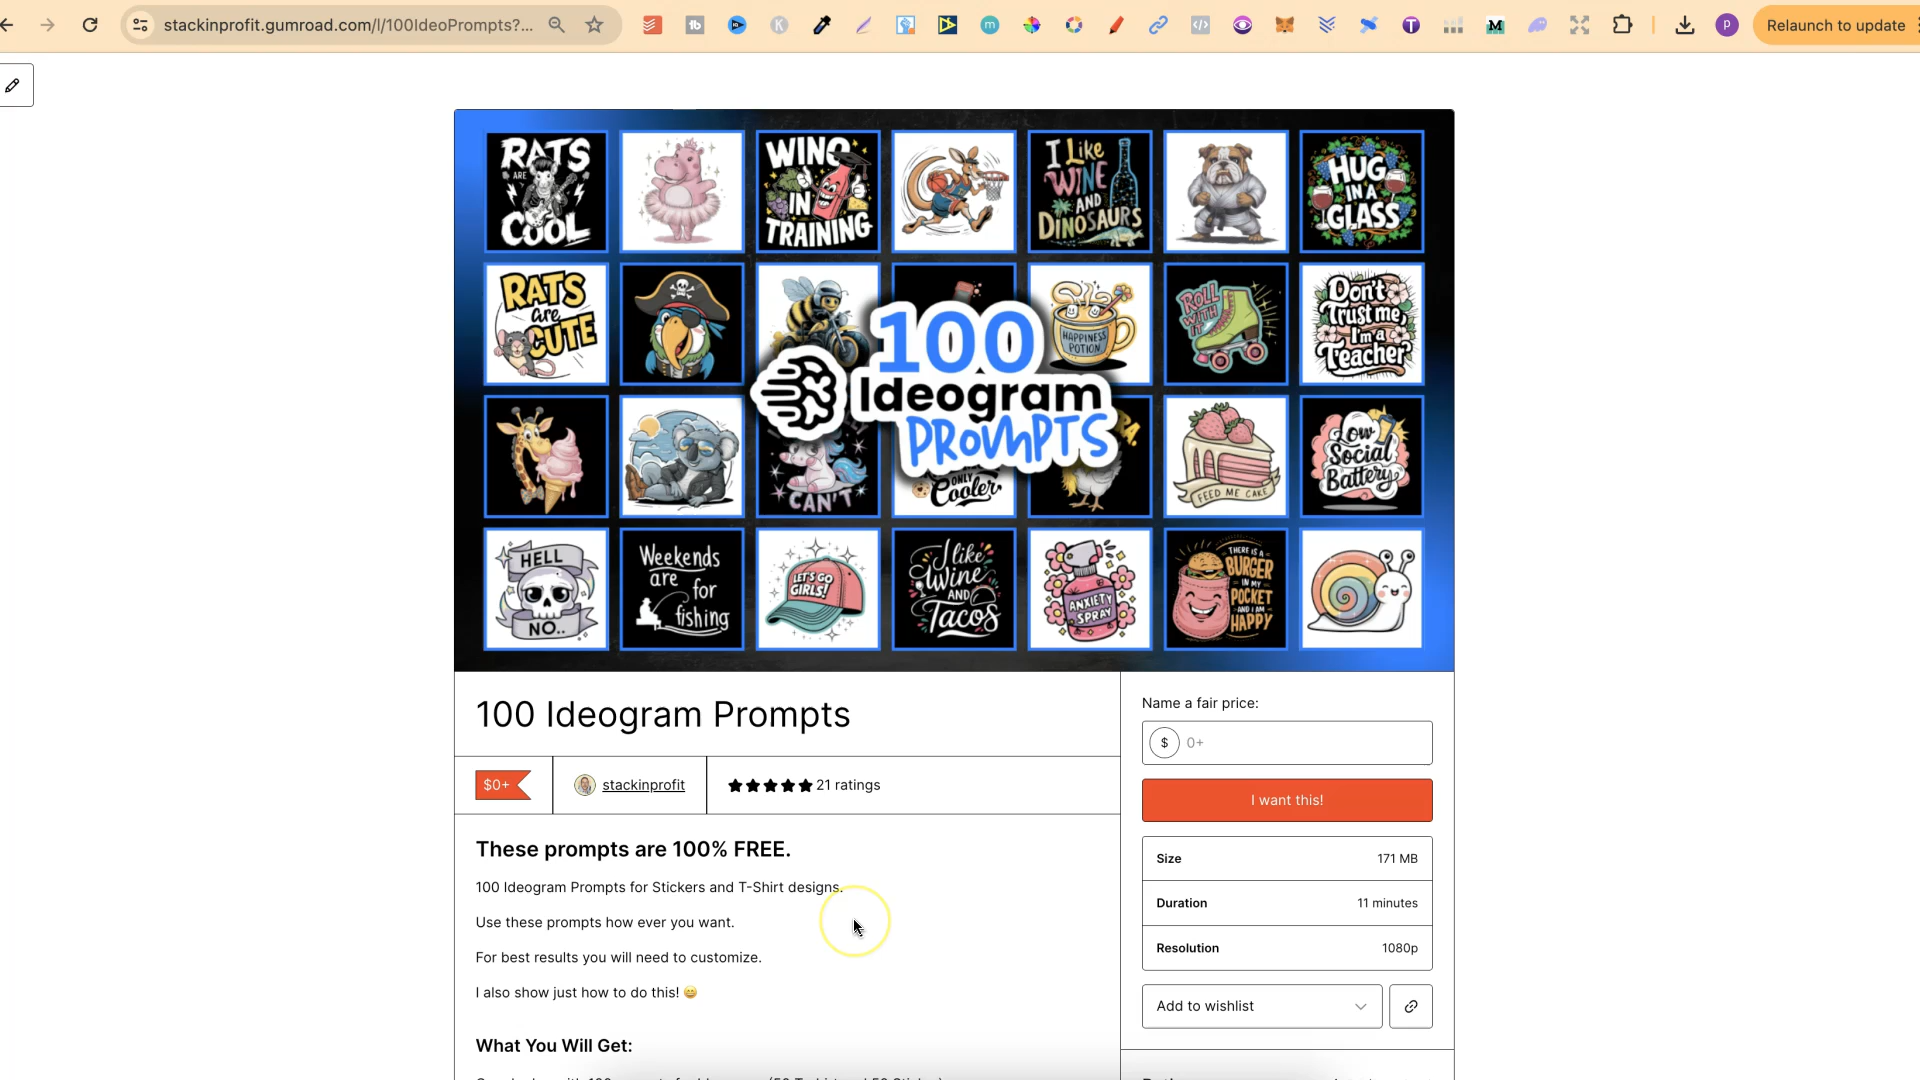 stackinprofit.gumroad.com/l/100IdeoPrompts?...
Relaunch to update
RATS
ARE
COOL
WINO
IN
TRAINING
I Like
WINE
AND
DINOSAURS
HUG
IN A
GLASS
RATS
are
CUTE
HAPPINESS
POTION
ROLL
WITH
IT
Don't
Trust me,
I'm a
Teacher
100
Ideogram
PROMPTS
CAN'T
ONLY
Cooler
FEED ME CAKE
Low
Social
Battery
HELL
NO..
Weekends
are
for
fishing
LET'S GO
GIRLS!
I like
Wine
AND
Tacos
ANXIETY
SPRAY
THERE IS A
BURGER
IN MY
POCKET
AND I AM
HAPPY
100 Ideogram Prompts
$0+
stackinprofit
21 ratings
These prompts are 100% FREE.
100 Ideogram Prompts for Stickers and T-Shirt designs.
Use these prompts how ever you want.
For best results you will need to customize.
I also show just how to do this! 😄
What You Will Get:
Name a fair price:
$ 0+
I want this!
Size 171 MB
Duration 11 minutes
Resolution 1080p
Add to wishlist